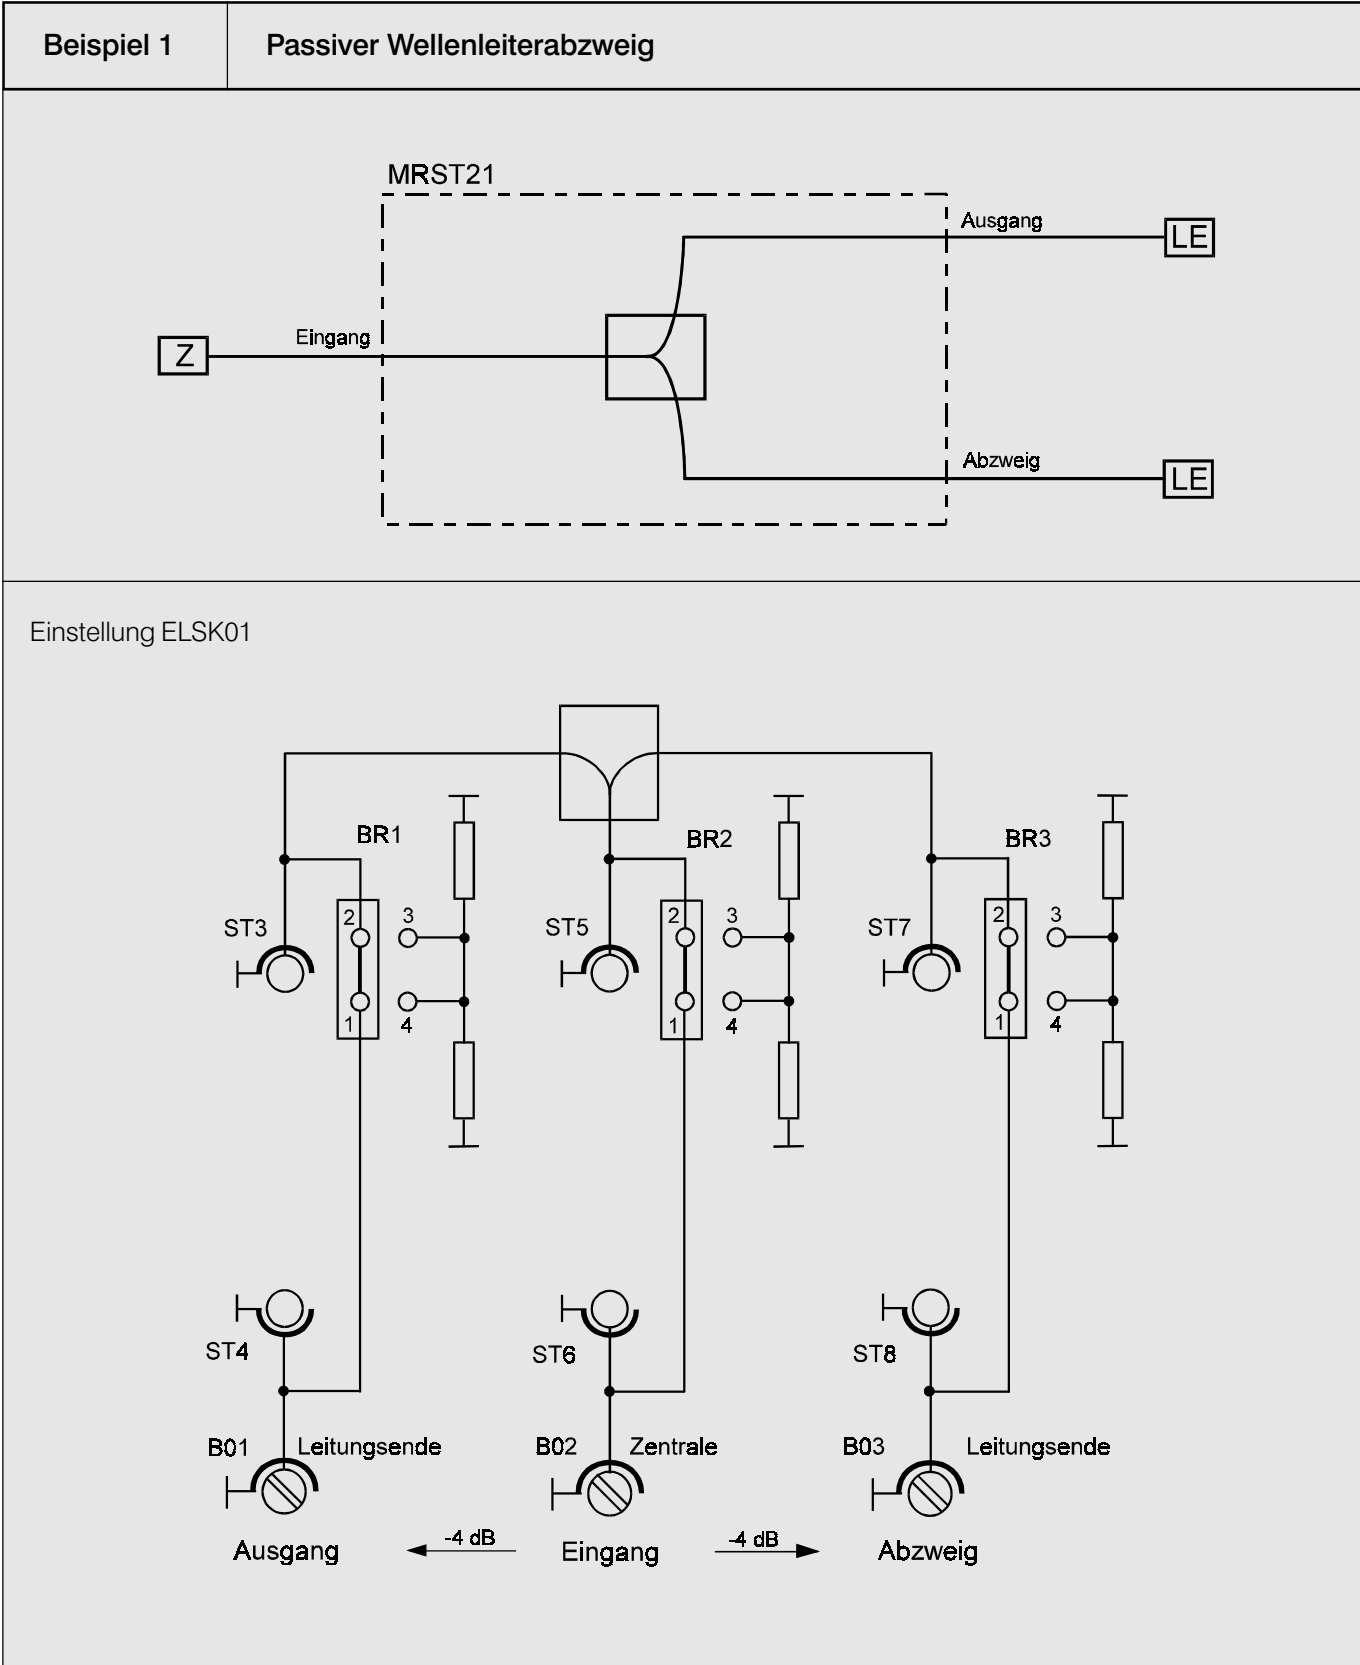 Beispiel 1 Passiver Wellenleiterabzweig
MRST21
Ausgang
LE
Eingang
Z
Abzweig
LE
Einstellung ELSK01
BR1 BR2 BR3
2 3 2 3 2 3
ST3 ST5 ST7
1 4 1 4 1 4
ST4 ST6 ST8
B01 Leitungsende B02 Zentrale B03 Leitungsende
-4 dB -4 dB
Ausgang Eingang Abzweig